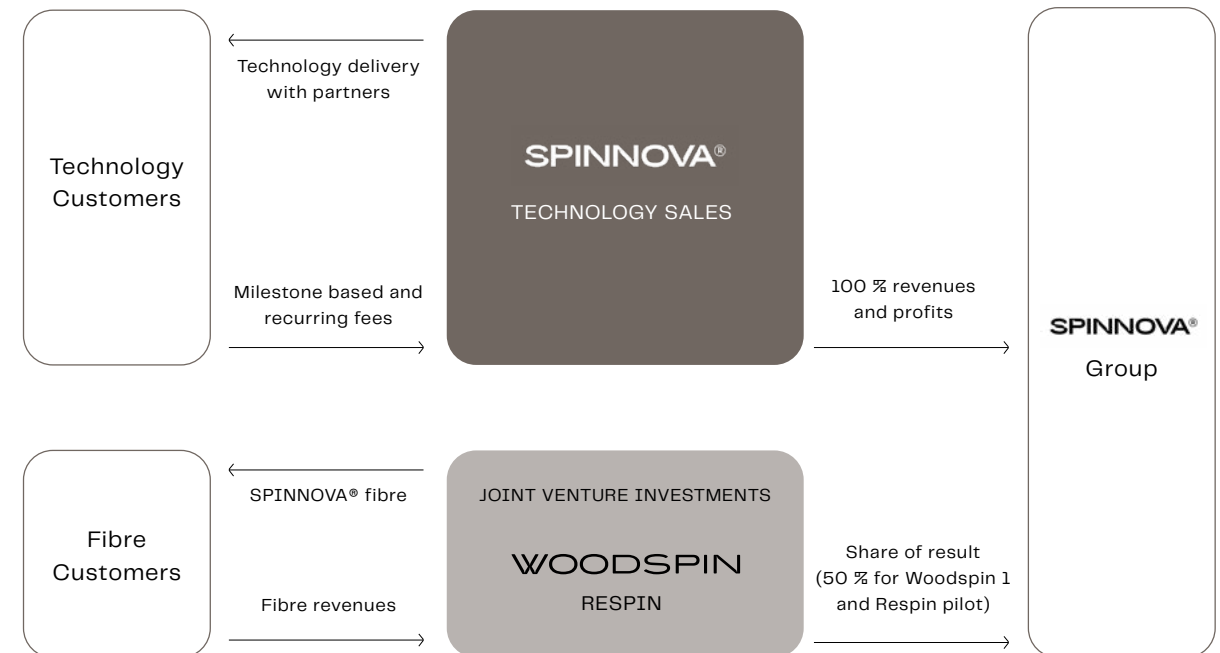 Technology
Customers
Technology delivery
with partners
Milestone based and
recurring fees
SPINNOVA®
TECHNOLOGY SALES
100 % revenues
and profits
SPINNOVA®
Group
Fibre
Customers
SPINNOVA® fibre
Fibre revenues
JOINT VENTURE INVESTMENTS
WOODSPIN
RESPIN
Share of result
(50 % for Woodspin 1
and Respin pilot)